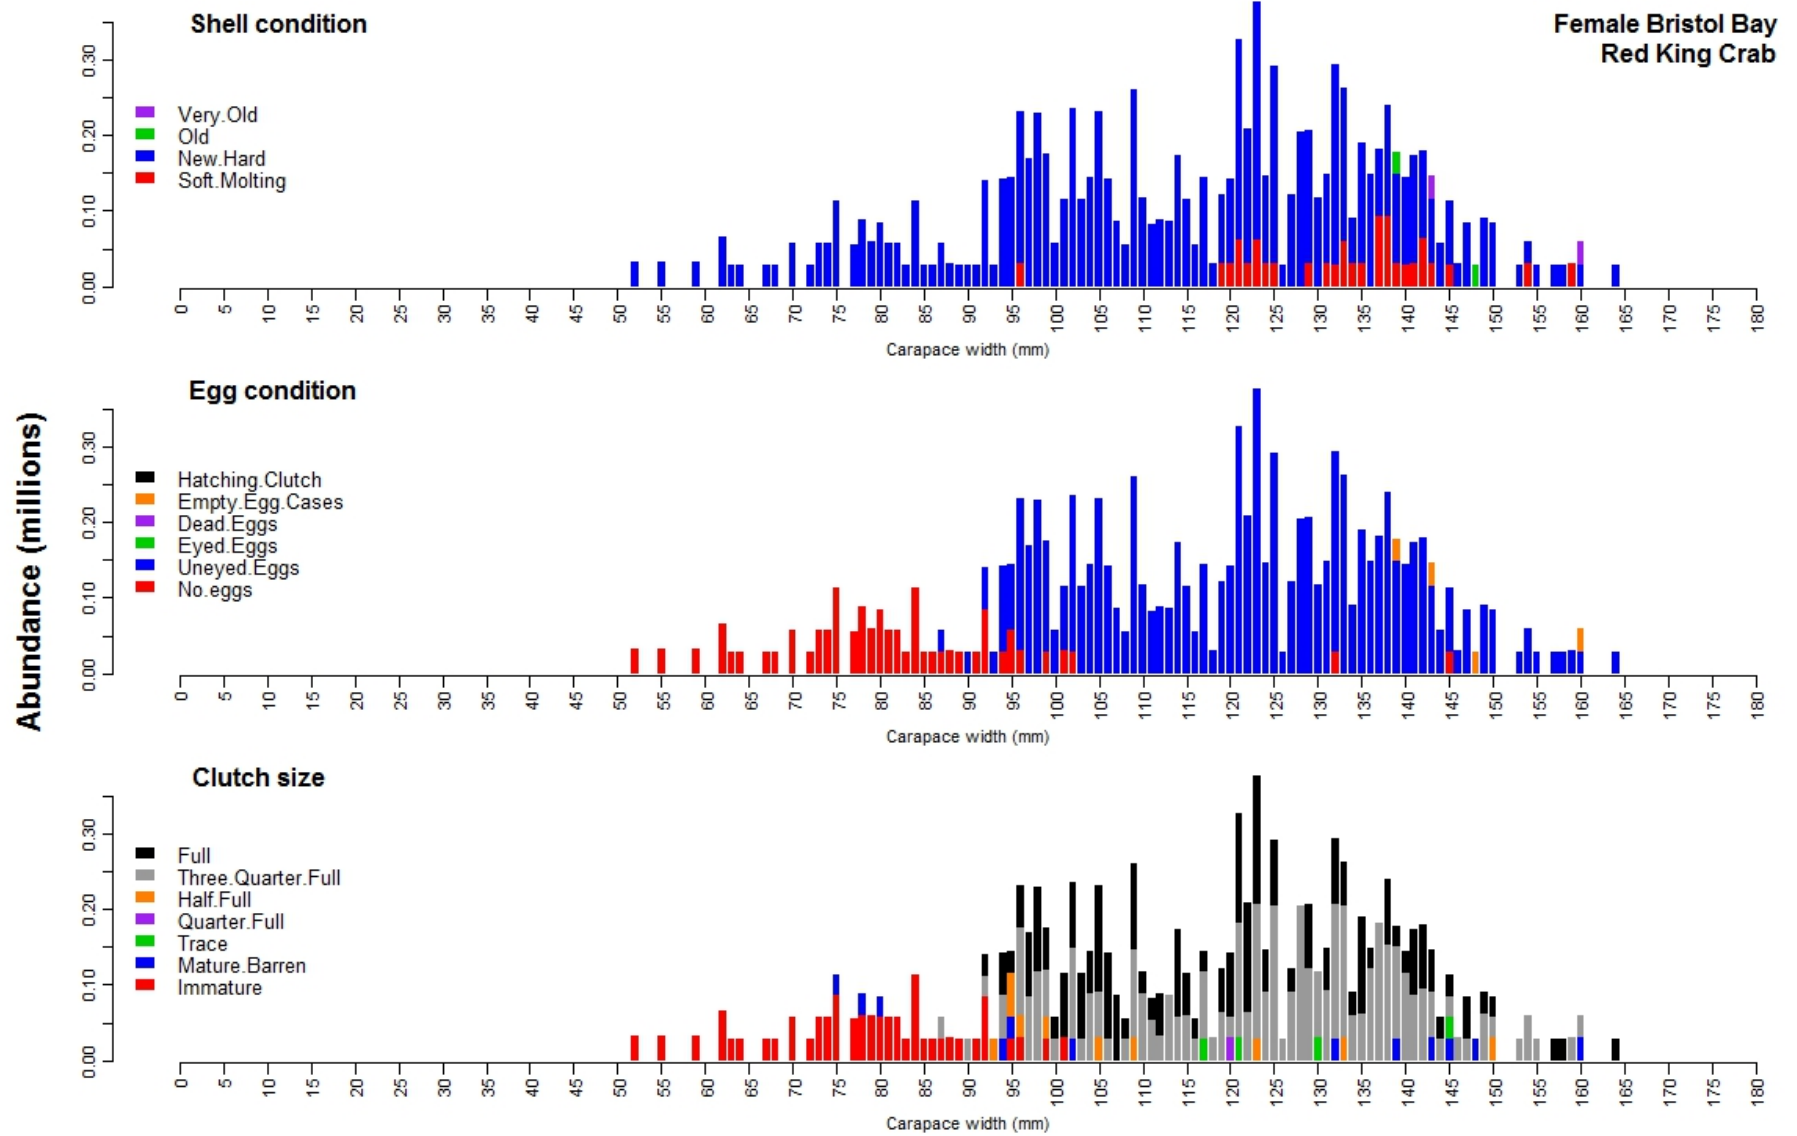 Shell condition
Female Bristol Bay
Red King Crab
0.00 0.10 0.20 0.30
Very.Old
Old
New.Hard
Soft.Molting
0 5 10 15 20 25 30 35 40 45 50 55 60 65 70 75 80 85 90 95 100 105 110 115 120 125 130 135 140 145 150 155 160 165 170 175 180
Carapace width (mm)
Abundance (millions)
Egg condition
0.00 0.10 0.20 0.30
Hatching.Clutch
Empty.Egg.Cases
Dead.Eggs
Eyed.Eggs
Uneyed.Eggs
No.eggs
0 5 10 15 20 25 30 35 40 45 50 55 60 65 70 75 80 85 90 95 100 105 110 115 120 125 130 135 140 145 150 155 160 165 170 175 180
Carapace width (mm)
Clutch size
0.00 0.10 0.20 0.30
Full
Three.Quarter.Full
Half.Full
Quarter.Full
Trace
Mature.Barren
Immature
0 5 10 15 20 25 30 35 40 45 50 55 60 65 70 75 80 85 90 95 100 105 110 115 120 125 130 135 140 145 150 155 160 165 170 175 180
Carapace width (mm)